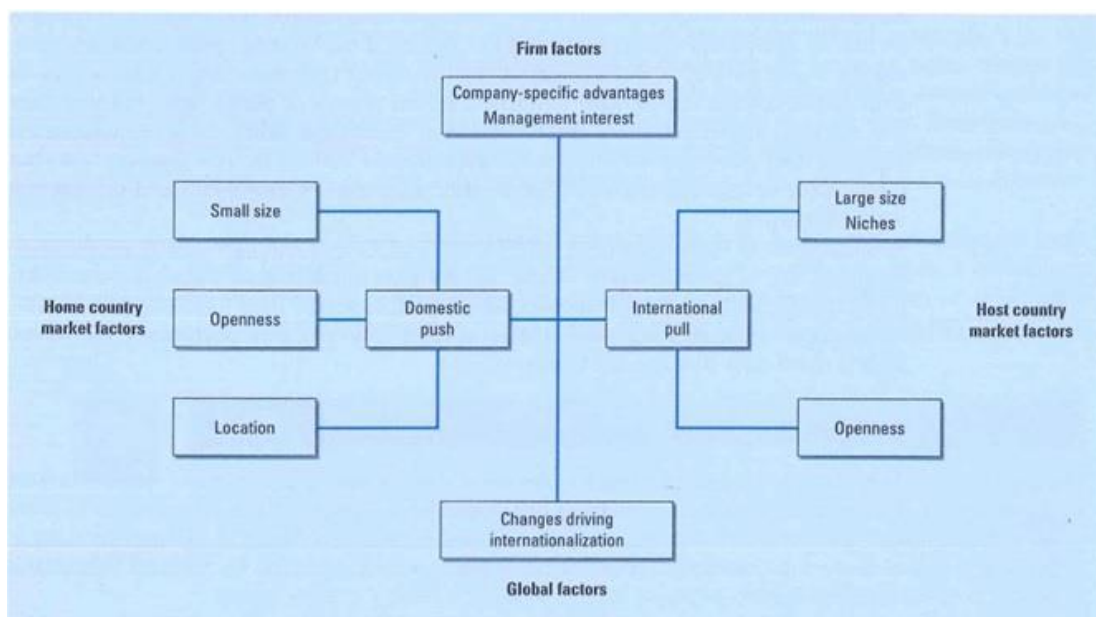 Firm factors
Company-specific advantages
Management interest
Small size
Large size
Niches
Home country
market factors
Openness
Domestic
push
International
pull
Host country
market factors
Location
Openness
Changes driving
internationalization
Global factors